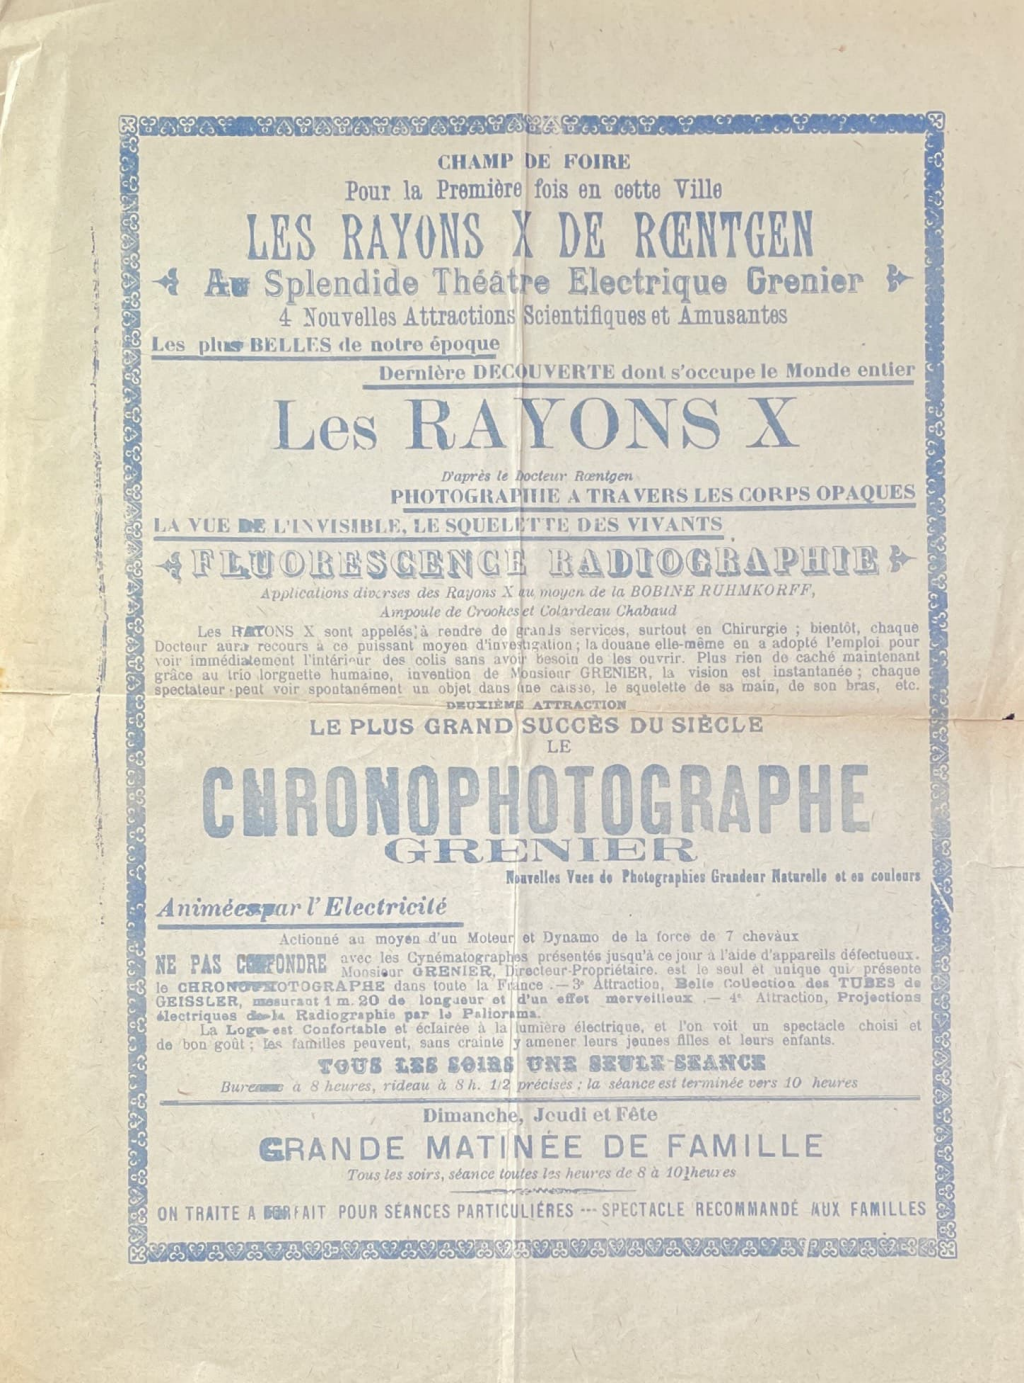 CHAMP DE FOIRE
Pour la Première fois en cette Ville
LES RAYONS X DE RŒNTGEN
Au Splendide Théâtre Electrique Grenier
4 Nouvelles Attractions Scientifiques et Amusantes
Les plus BELLES de notre époque
Dernière DECOUVERTE dont s'occupe le Monde entier
Les RAYONS X
D'après le Docteur Rœntgen
PHOTOGRAPHIE A TRAVERS LES CORPS OPAQUES
LA VUE DE L'INVISIBLE, LE SQUELETTE DES VIVANTS
FLUORESCENCE RADIOGRAPHIE
Applications diverses des Rayons X au moyen de la BOBINE RUHMKORFF,
Ampoule de Crookes et Colardeau Chabaud
Les RAYONS X sont appelés à rendre de grands services, surtout en Chirurgie ; bientôt, chaque
Docteur aura recours à ce puissant moyen d'investigation ; la douane elle-même en a adopté l'emploi pour
voir immédiatement l'intérieur des colis sans avoir besoin de les ouvrir. Plus rien de caché maintenant
grâce au trio lorgnette humaine, invention de Monsieur GRENIER, la vision est instantanée ; chaque
spectateur peut voir spontanément un objet dans une caisse, le squelette de sa main, de son bras, etc.
DEUXIÈME ATTRACTION
LE PLUS GRAND SUCCÈS DU SIÈCLE
LE
CHRONOPHOTOGRAPHE
GRENIER
Nouvelles Vues de Photographies Grandeur Naturelle et en couleurs
Animées par l'Electricité
Actionné au moyen d'un Moteur et Dynamo de la force de 7 chevaux
NE PAS CONFONDRE avec les Cynématographes présentés jusqu'à ce jour à l'aide d'appareils défectueux.
Monsieur GRENIER, Directeur-Propriétaire, est le seul et unique qui présente
le CHRONOPHOTOGRAPHE dans toute la France. — 3e Attraction, Belle Collection des TUBES de
GEISSLER, mesurant 1 m. 20 de longueur et d'un effet merveilleux. — 4e Attraction, Projections
électriques de la Radiographie par le Paliorama.
La Loge est Confortable et éclairée à la lumière électrique, et l'on voit un spectacle choisi et
de bon goût ; les familles peuvent, sans crainte y amener leurs jeunes filles et leurs enfants.
TOUS LES SOIRS UNE SEULE SEANCE
Bureaux à 8 heures, rideau à 8 h. 1/2 précises ; la séance est terminée vers 10 heures
Dimanche, Jeudi et Fête
GRANDE MATINÉE DE FAMILLE
Tous les soirs, séance toutes les heures de 8 à 10 heures
ON TRAITE A FORFAIT POUR SÉANCES PARTICULIÉRES --- SPECTACLE RECOMMANDÉ AUX FAMILLES